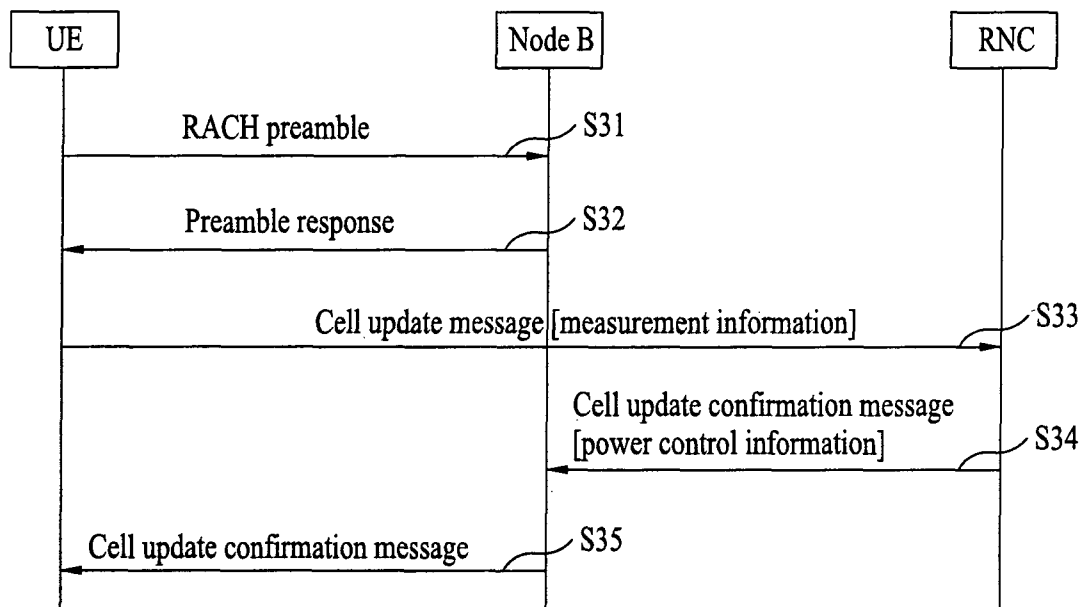 UE
Node B
RNC
RACH preamble
S31
Preamble response
S32
Cell update message [measurement information]
S33
Cell update confirmation message
[power control information]
S34
Cell update confirmation message
S35